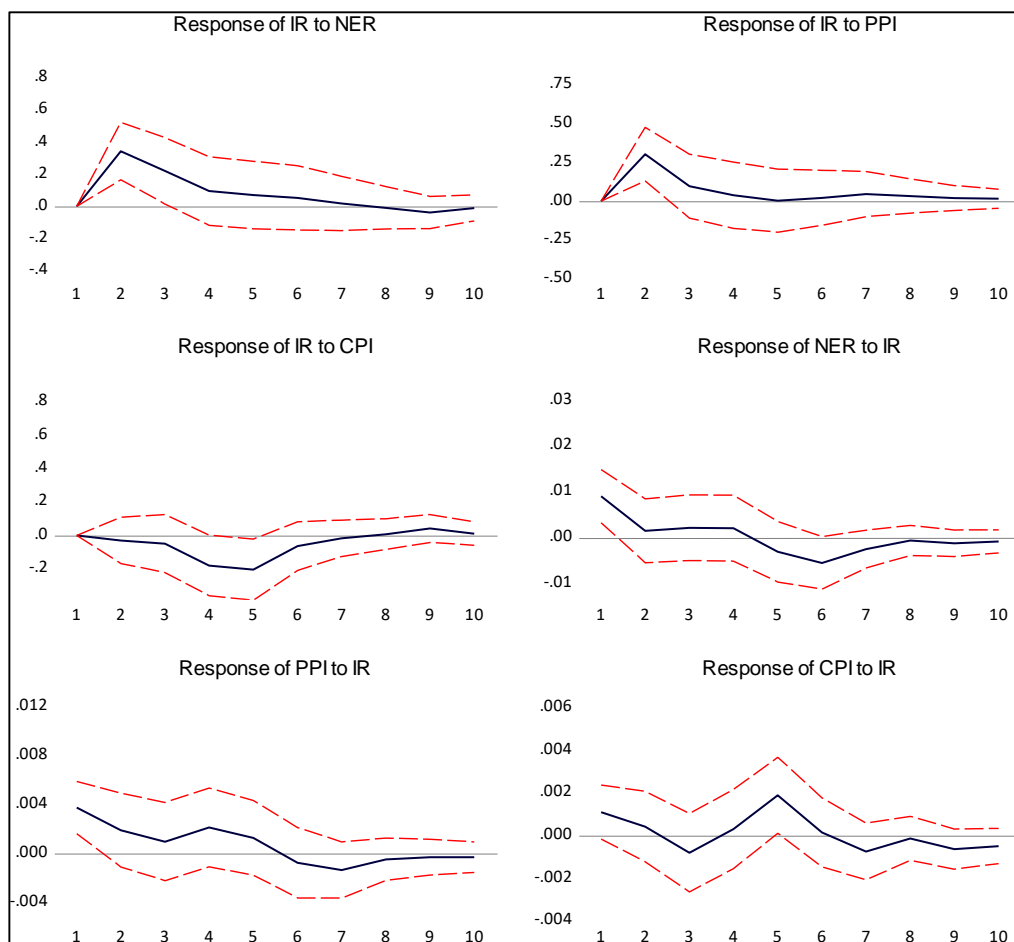 Response of IR to NER
.8
.6
.4
.2
.0
-.2
-.4
1 2 3 4 5 6 7 8 9 10
Response of IR to PPI
.75
.50
.25
.00
-.25
-.50
1 2 3 4 5 6 7 8 9 10
Response of IR to CPI
.8
.6
.4
.2
.0
-.2
1 2 3 4 5 6 7 8 9 10
Response of NER to IR
.03
.02
.01
.00
-.01
1 2 3 4 5 6 7 8 9 10
Response of PPI to IR
.012
.008
.004
.000
-.004
1 2 3 4 5 6 7 8 9 10
Response of CPI to IR
.006
.004
.002
.000
-.002
-.004
1 2 3 4 5 6 7 8 9 10